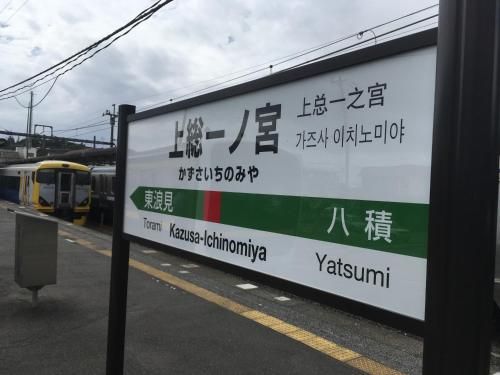 上総一ノ宮
上总一之宮
가즈사 이치노미야
かずさいちのみや
東浪見
八積
Torami
Kazusa-Ichinomiya
Yatsumi